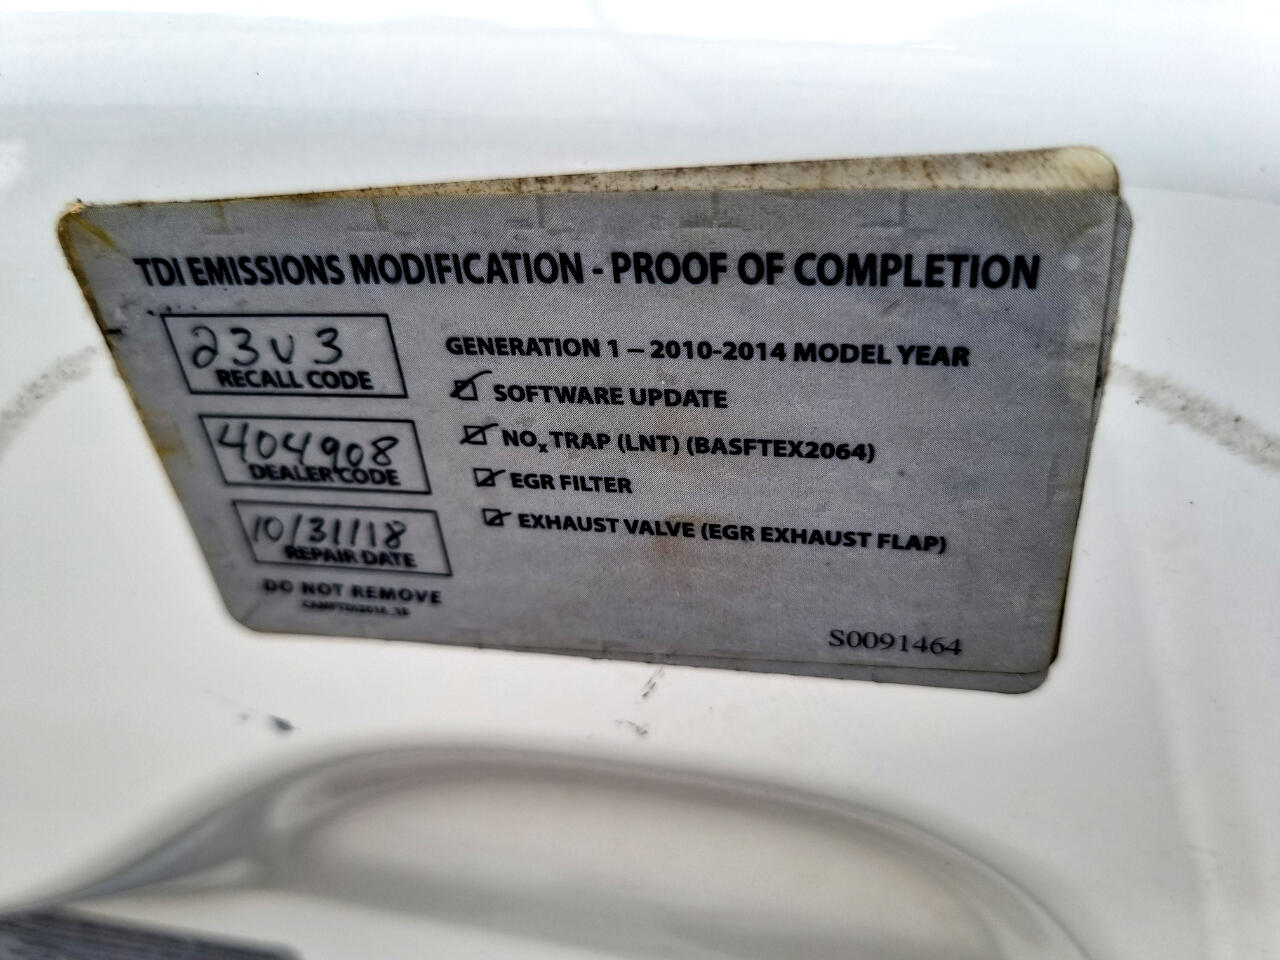 TDI EMISSIONS MODIFICATION - PROOF OF COMPLETION
23V3
RECALL CODE
404908
DEALER CODE
10/31/18
REPAIR DATE
DO NOT REMOVE
GENERATION 1 – 2010-2014 MODEL YEAR
SOFTWARE UPDATE
NOx TRAP (LNT) (BASFTEX2064)
EGR FILTER
EXHAUST VALVE (EGR EXHAUST FLAP)
S0091464